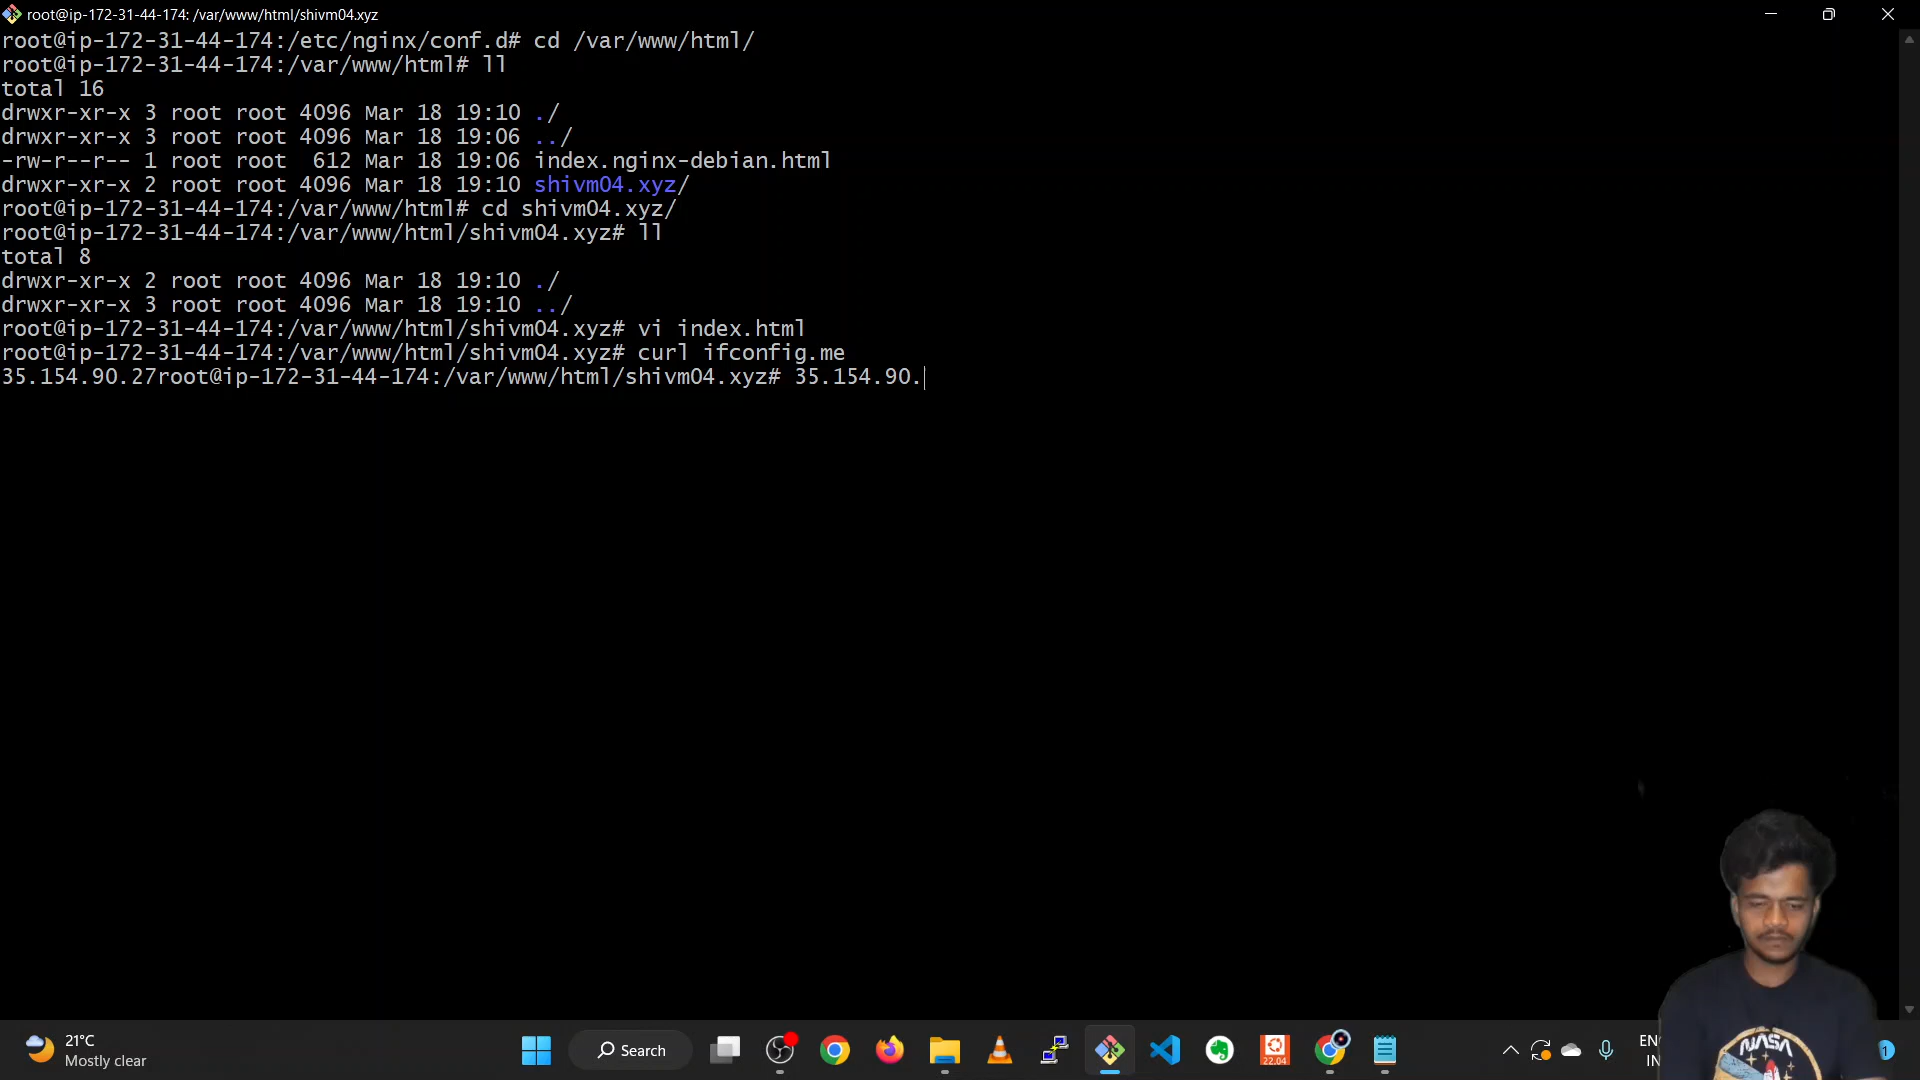 root@ip-172-31-44-174: /var/www/html/shivm04.xyz
root@ip-172-31-44-174:/etc/nginx/conf.d# cd /var/www/html/
root@ip-172-31-44-174:/var/www/html# ll
total 16
drwxr-xr-x 3 root root 4096 Mar 18 19:10 ./
drwxr-xr-x 3 root root 4096 Mar 18 19:06 ../
-rw-r--r-- 1 root root  612 Mar 18 19:06 index.nginx-debian.html
drwxr-xr-x 2 root root 4096 Mar 18 19:10 shivm04.xyz/
root@ip-172-31-44-174:/var/www/html# cd shivm04.xyz/
root@ip-172-31-44-174:/var/www/html/shivm04.xyz# ll
total 8
drwxr-xr-x 2 root root 4096 Mar 18 19:10 ./
drwxr-xr-x 3 root root 4096 Mar 18 19:10 ../
root@ip-172-31-44-174:/var/www/html/shivm04.xyz# vi index.html
root@ip-172-31-44-174:/var/www/html/shivm04.xyz# curl ifconfig.me
35.154.90.27root@ip-172-31-44-174:/var/www/html/shivm04.xyz# 35.154.90.
21°C
Mostly clear
Search
22.04
EN
IN
1
NASA